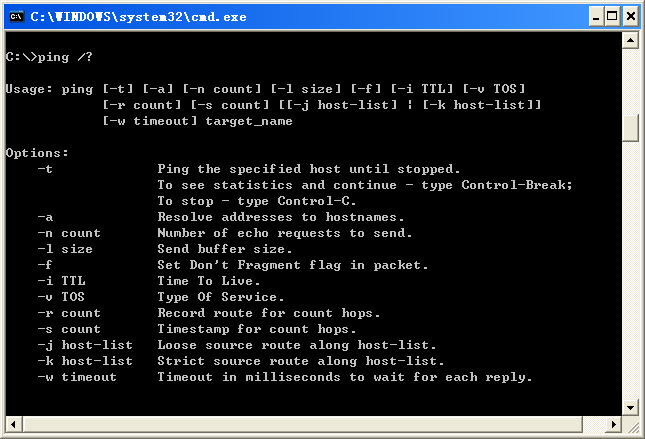 C:\WINDOWS\system32\cmd.exe
C:\>ping /?
Usage: ping [-t] [-a] [-n count] [-l size] [-f] [-i TTL] [-v TOS]
            [-r count] [-s count] [[-j host-list] | [-k host-list]]
            [-w timeout] target_name
Options:
    -t             Ping the specified host until stopped.
                   To see statistics and continue - type Control-Break;
                   To stop - type Control-C.
    -a             Resolve addresses to hostnames.
    -n count       Number of echo requests to send.
    -l size        Send buffer size.
    -f             Set Don't Fragment flag in packet.
    -i TTL         Time To Live.
    -v TOS         Type Of Service.
    -r count       Record route for count hops.
    -s count       Timestamp for count hops.
    -j host-list   Loose source route along host-list.
    -k host-list   Strict source route along host-list.
    -w timeout     Timeout in milliseconds to wait for each reply.